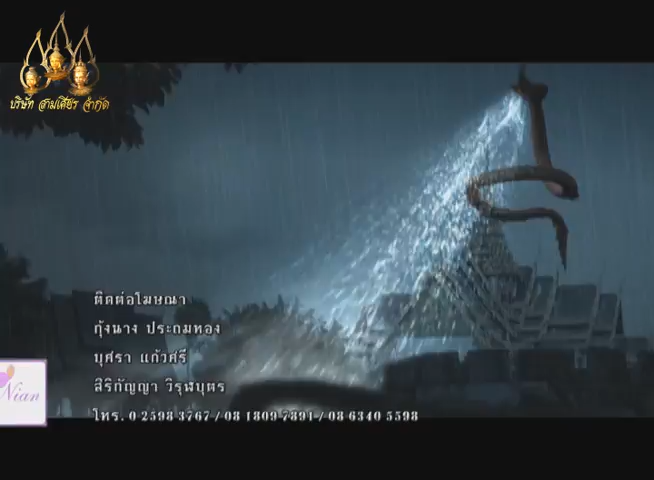 บริษัท สามเศียร จำกัด
ติดต่อโฆษณา
กุ้งนาง ประถมทอง
บุศรา แก้วศรี
สิริกัญญา วิรุฬบุตร
โทร. 0 2598 3767 / 08 1809 7891 / 08 6340 5598
Nian